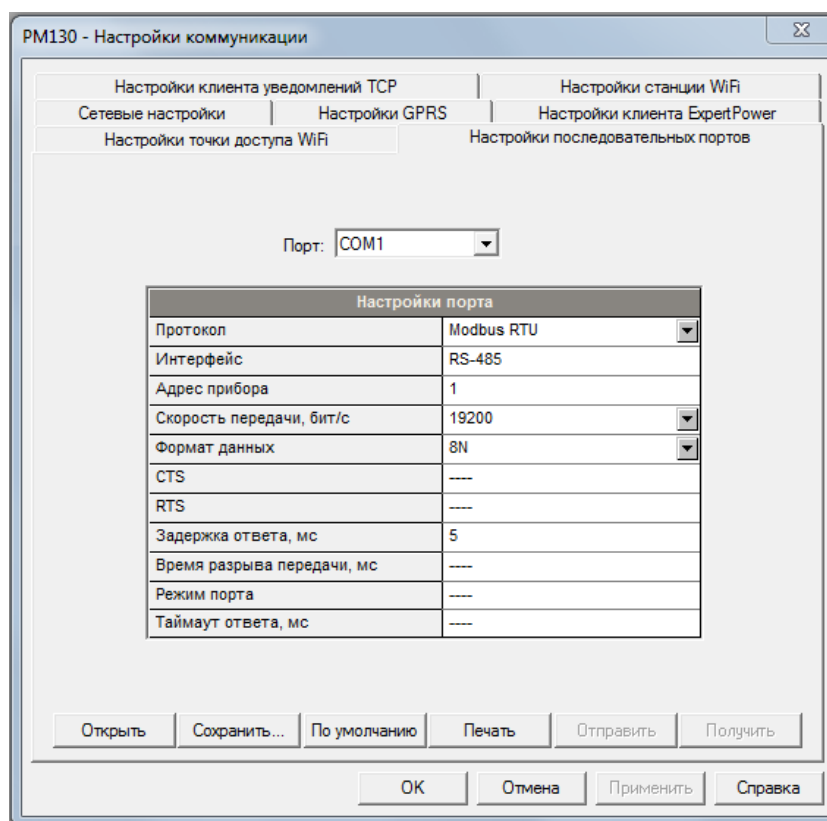 PM130 - Настройки коммуникации
Настройки клиента уведомлений TCP
Настройки станции WiFi
Сетевые настройки
Настройки GPRS
Настройки клиента ExpertPower
Настройки точки доступа WiFi
Настройки последовательных портов
Порт: COM1
Настройки порта
Протокол Modbus RTU
Интерфейс RS-485
Адрес прибора 1
Скорость передачи, бит/с 19200
Формат данных 8N
CTS ----
RTS ----
Задержка ответа, мс 5
Время разрыва передачи, мс ----
Режим порта ----
Таймаут ответа, мс ----
Открыть Сохранить... По умолчанию Печать Отправить Получить
OK Отмена Применить Справка